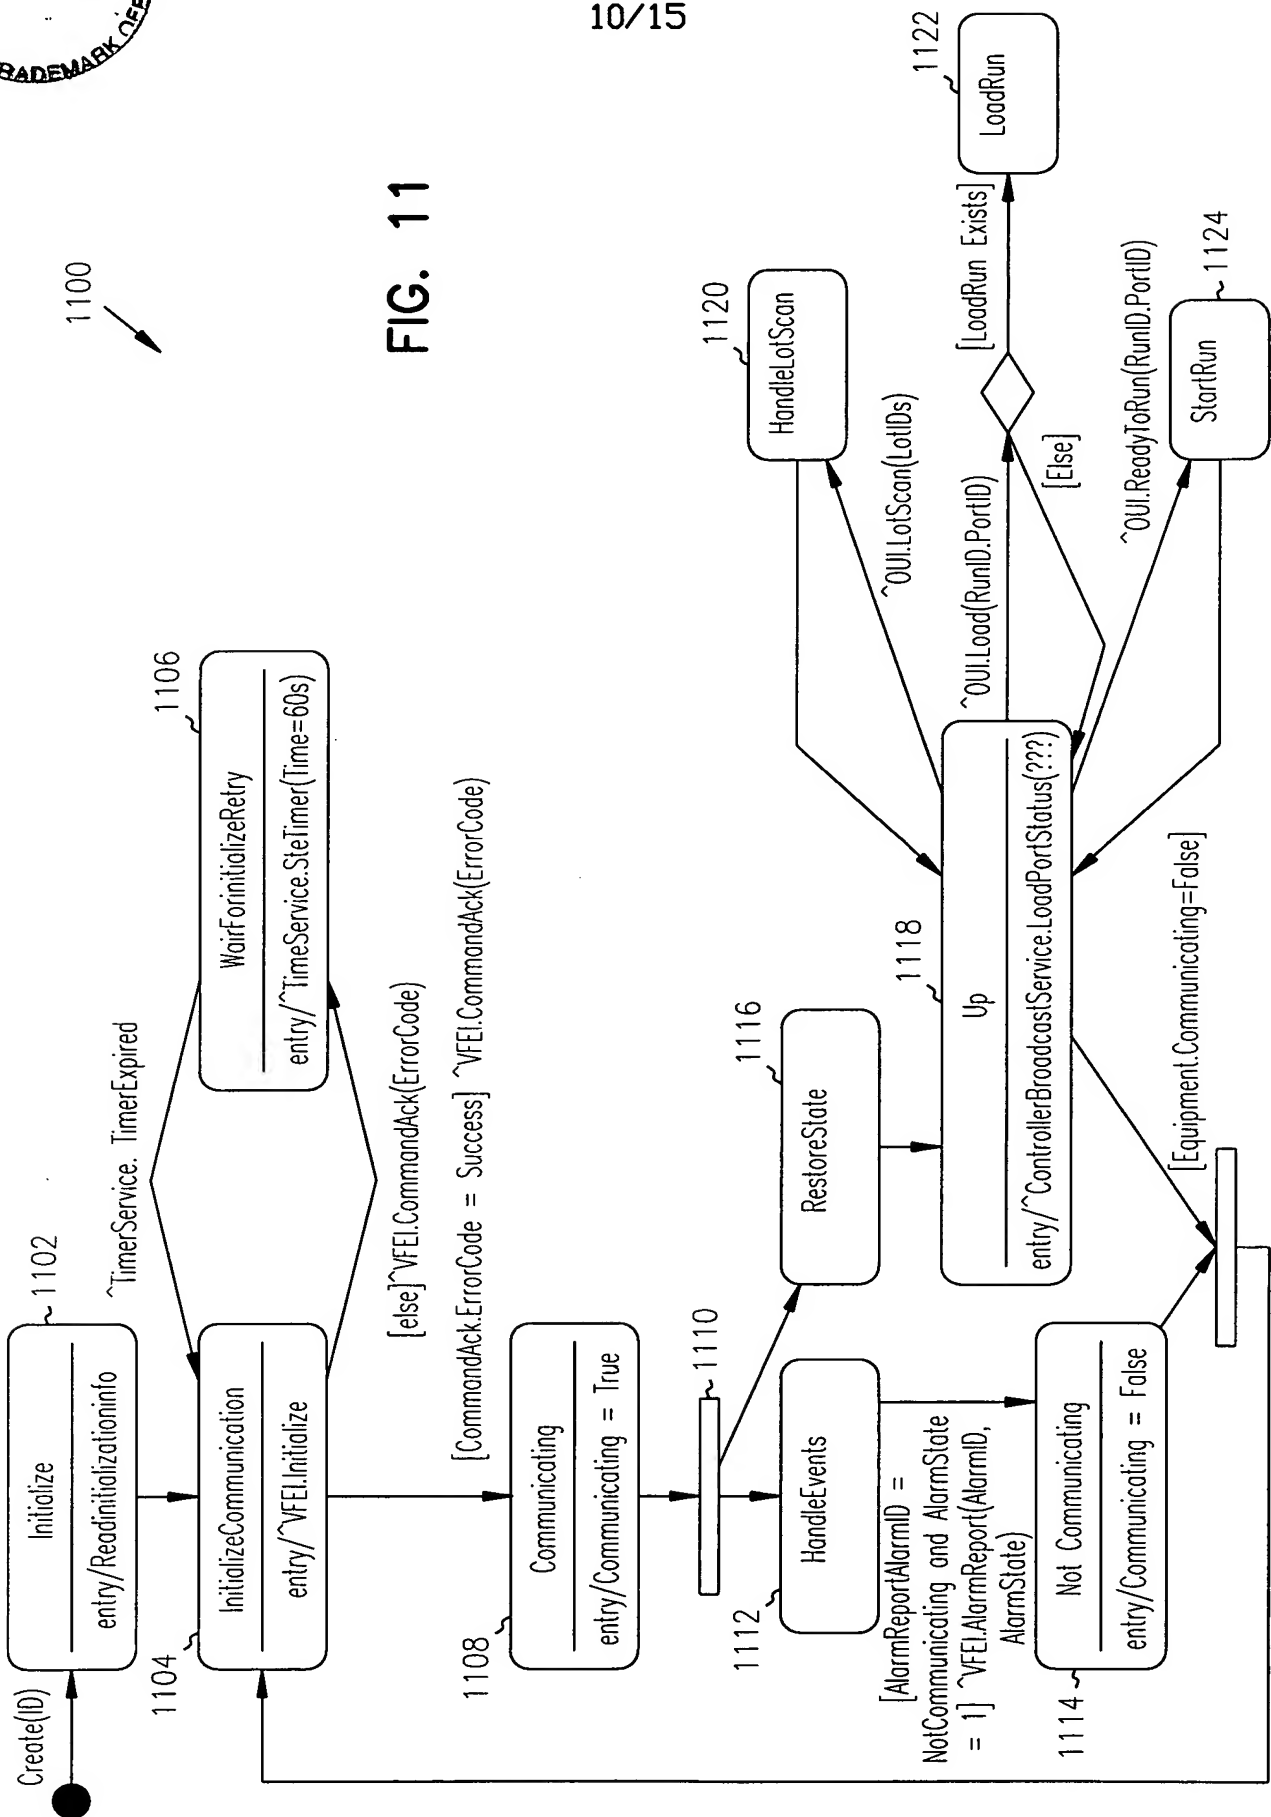 RADEMARK OFF
10/15
FIG. 11
1100
Create(ID)
Initialize
entry/Readinitializationinfo
1102
^TimerService. TimerExpired
1104
InitializeCommunication
entry/^VFEI.Initialize
1106
WairForinitializeRetry
entry/^TimeService.SteTimer(Time=60s)
[else]^VFEI.CommandAck(ErrorCode)
[CommandAck.ErrorCode = Success] ^VFEI.CommandAck(ErrorCode)
1108
Communicating
entry/Communicating = True
1110
1112
HandleEvents
1116
RestoreState
[AlarmReportAlarmID =
NotCommunicating and AlarmState
= 1] ^VFEI.AlarmReport(AlarmID,
AlarmState)
1114
Not Communicating
entry/Communicating = False
1118
Up
entry/^ControllerBroadcastService.LoadPortStatus(???)
[Equipment.Communicating=False]
1120
HandleLotScan
^OUI.LotScan(LotIDs)
^OUI.Load(RunID.PortID)
[LoadRun Exists]
[Else]
1122
LoadRun
^OUI.ReadyToRun(RunID.PortID)
1124
StartRun